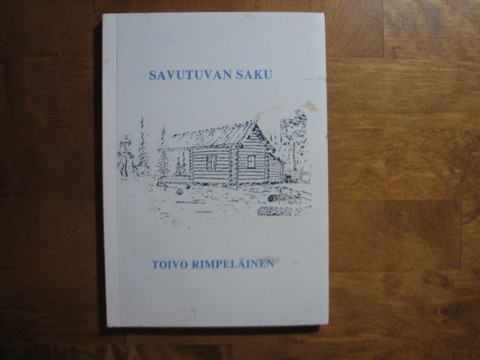 SAVUTUVAN SAKU
TOIVO RIMPELÄINEN